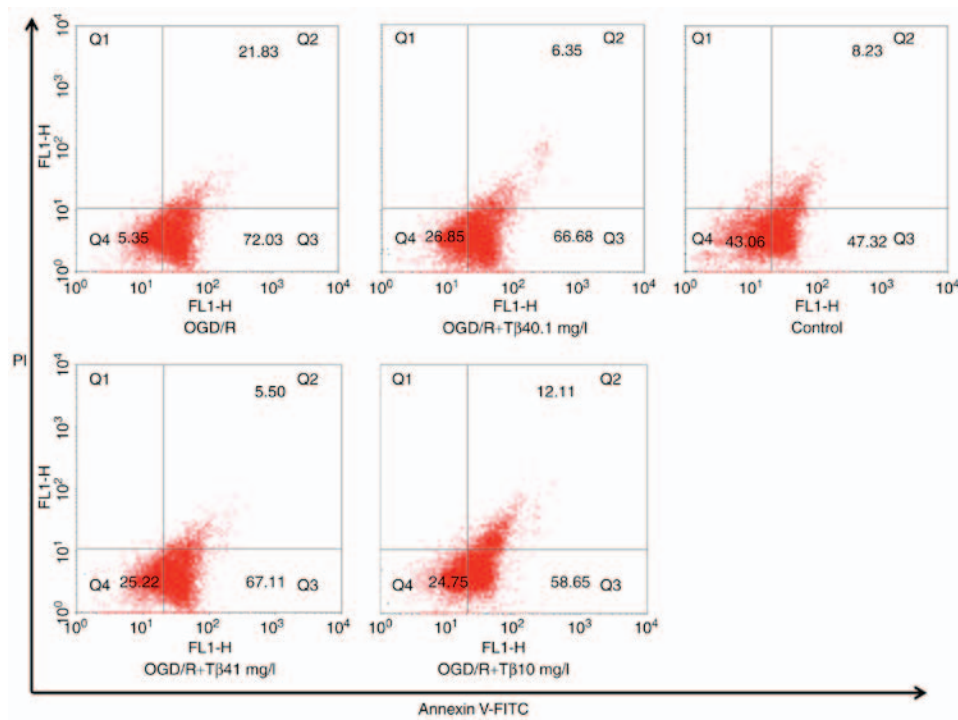 Q1 Q2 Q1 Q2 Q1 Q2
21.83 6.35 8.23
FL1-H
10⁴
10³
10²
10¹
10⁰
Q4 5.35 72.03 Q3 Q4 26.85 66.68 Q3 Q4 43.06 47.32 Q3
10⁰ 10¹ 10² 10³ 10⁴ 10⁰ 10¹ 10² 10³ 10⁴ 10⁰ 10¹ 10² 10³ 10⁴
FL1-H FL1-H FL1-H
OGD/R OGD/R+Tβ40.1 mg/l Control
PI
Q1 Q2 Q1 Q2
5.50 12.11
FL1-H
10⁴
10³
10²
10¹
10⁰
Q4 25.22 67.11 Q3 Q4 24.75 58.65 Q3
10⁰ 10¹ 10² 10³ 10⁴ 10⁰ 10¹ 10² 10³ 10⁴
FL1-H FL1-H
OGD/R+Tβ41 mg/l OGD/R+Tβ10 mg/l
Annexin V-FITC